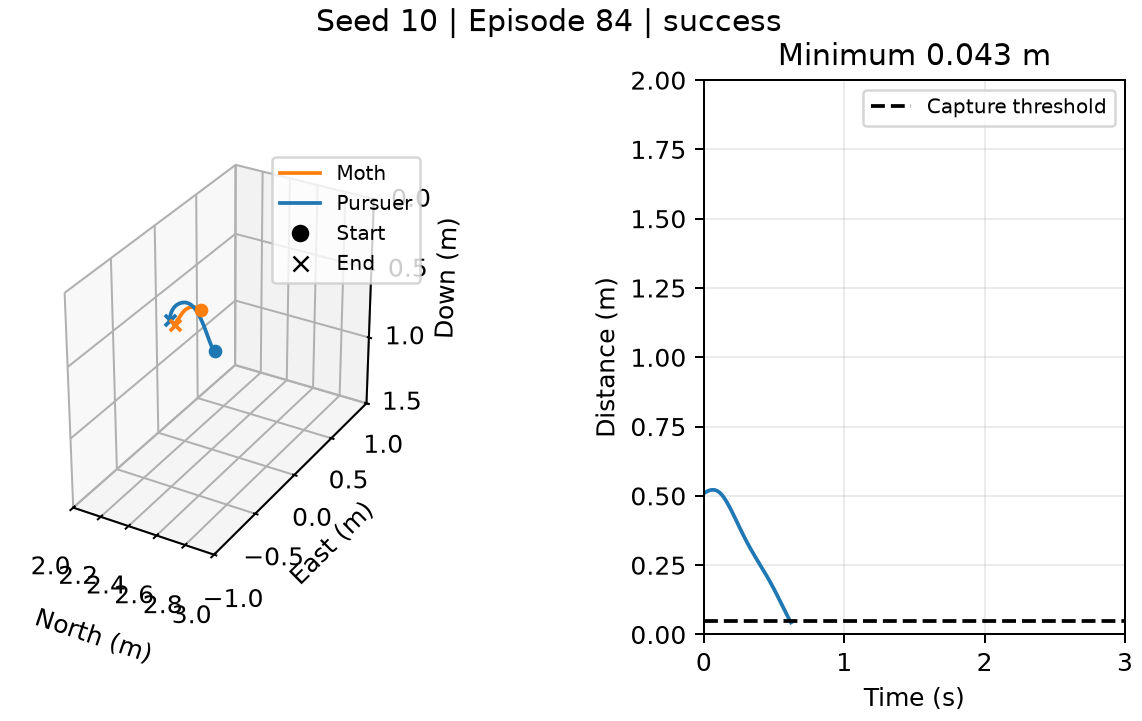 Seed 10 | Episode 84 | success
Moth
Pursuer
Start
End
0.0
0.5
1.0
1.5
Down (m)
1.0
0.5
0.0
−0.5
−1.0
East (m)
2.0
2.2
2.4
2.6
2.8
3.0
North (m)
Minimum 0.043 m
Capture threshold
2.00
1.75
1.50
1.25
1.00
0.75
0.50
0.25
0.00
Distance (m)
0
1
2
3
Time (s)